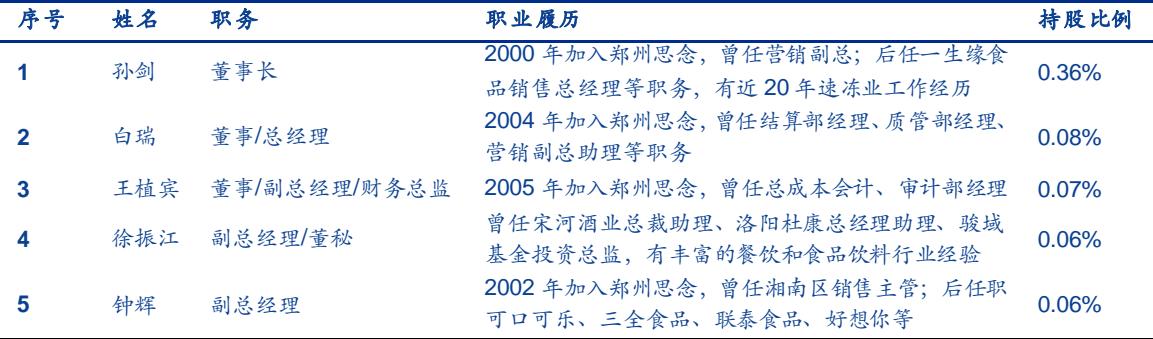 序号 姓名 职务 职业履历 持股比例
1 孙剑 董事长 2000 年加入郑州思念，曾任营销副总；后任一生缘食
品销售总经理等职务，有近 20 年速冻业工作经历 0.36%
2 白瑞 董事/总经理 2004 年加入郑州思念，曾任结算部经理、质管部经理、
营销副总助理等职务 0.08%
3 王植宾 董事/副总经理/财务总监 2005 年加入郑州思念，曾任总成本会计、审计部经理 0.07%
4 徐振江 副总经理/董秘 曾任宋河酒业总裁助理、洛阳杜康总经理助理、骏域
基金投资总监，有丰富的餐饮和食品饮料行业经验 0.06%
5 钟辉 副总经理 2002 年加入郑州思念，曾任湘南区销售主管；后任职
可口可乐、三全食品、联泰食品、好想你等 0.06%